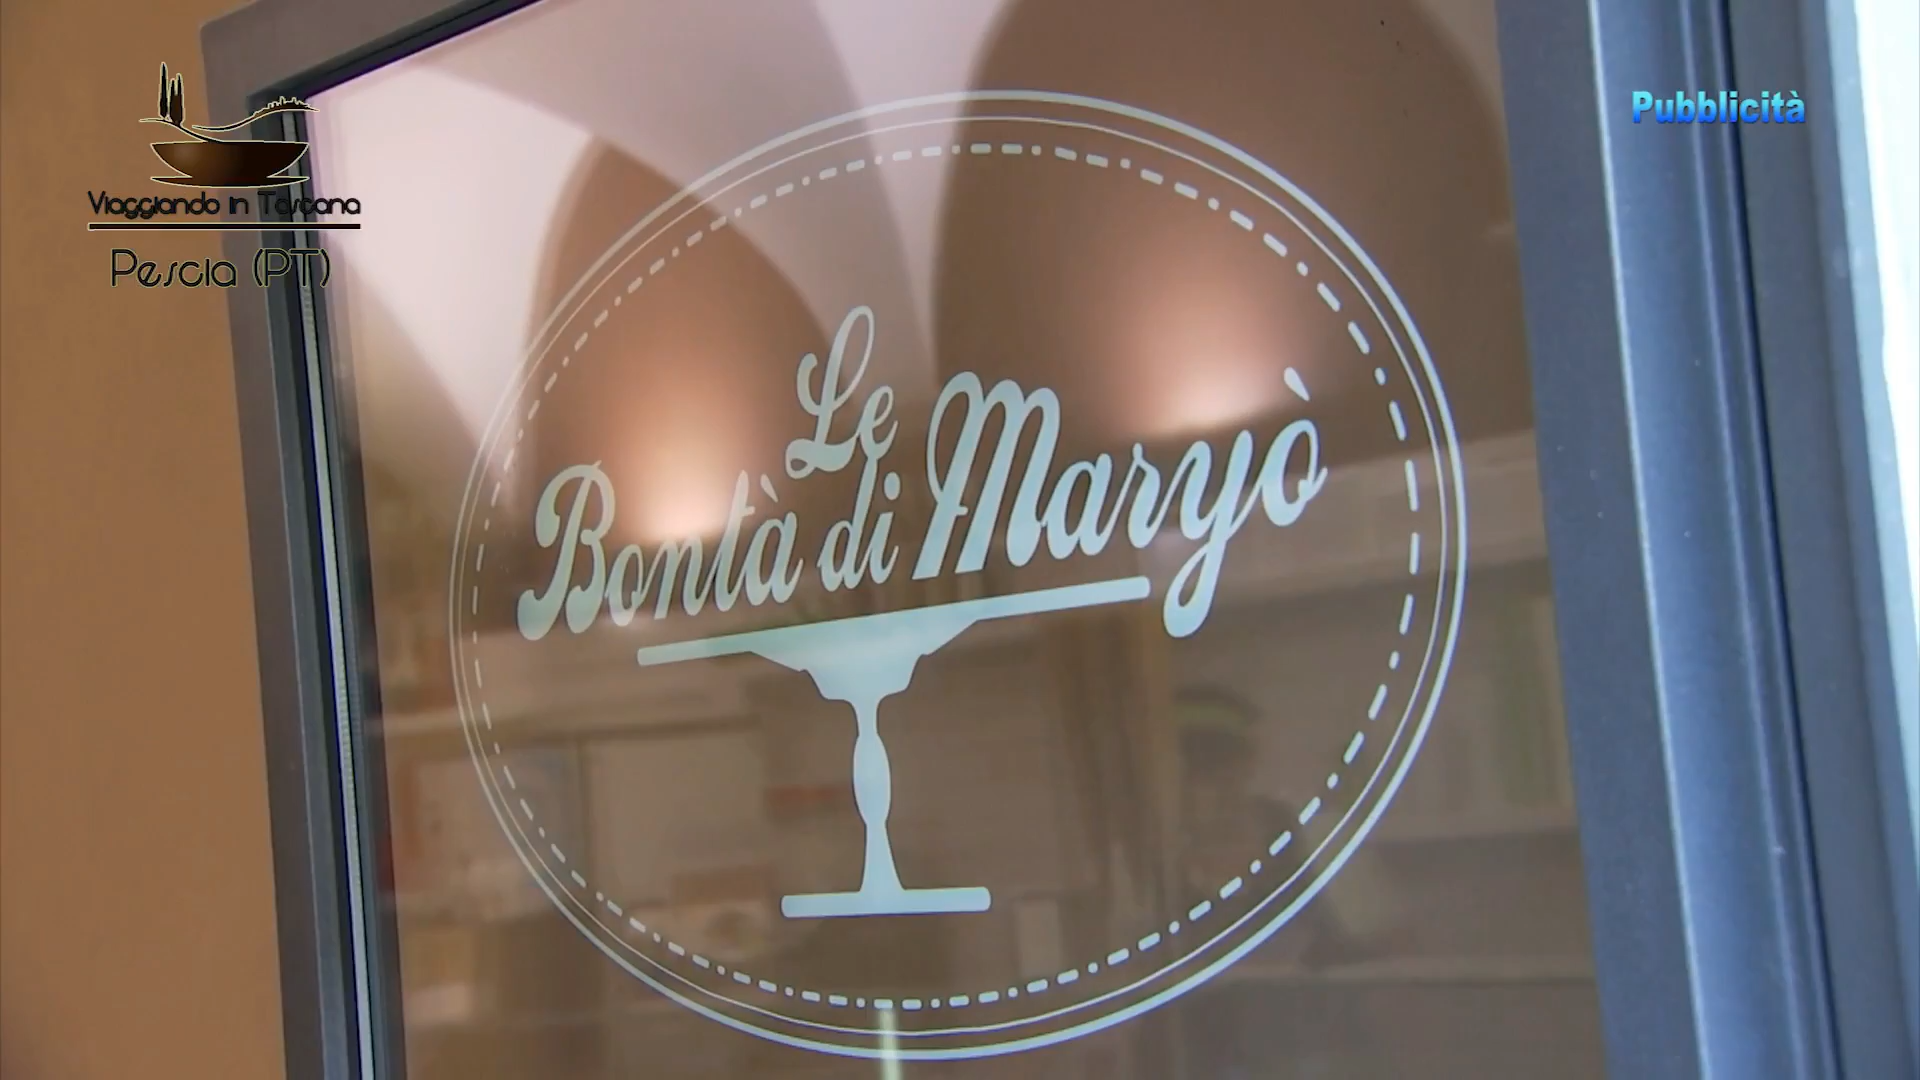 Viaggiando in Toscana
Pescia (PT)
Pubblicità
Le
Bontà di Maryò